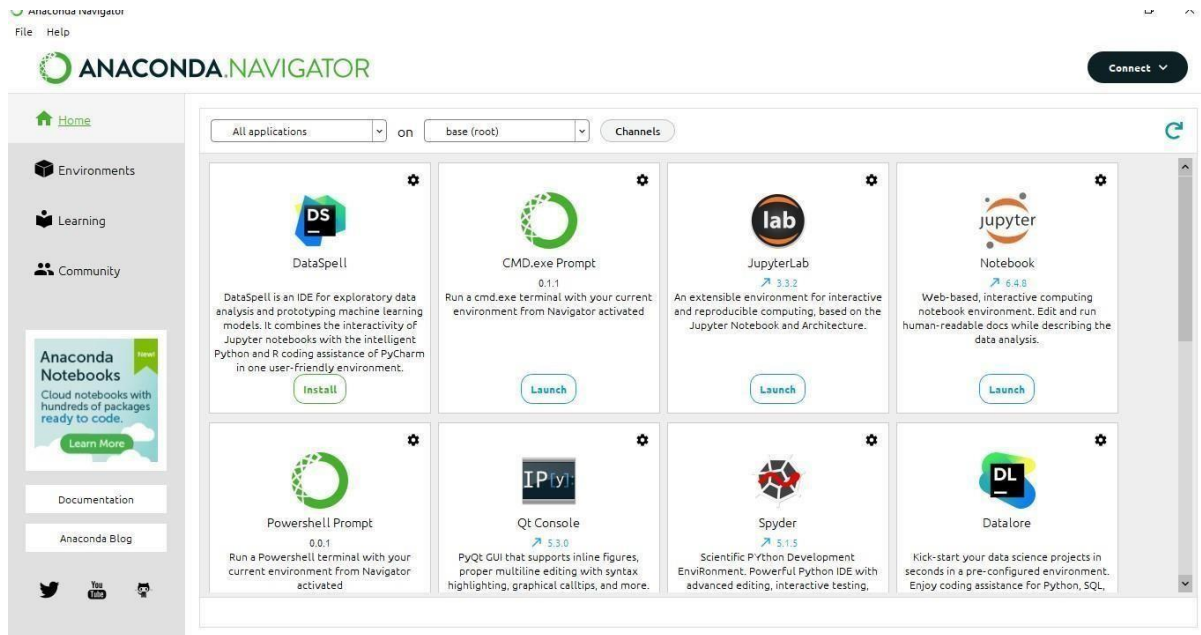 Anaconda Navigator
File Help
ANACONDA.NAVIGATOR
Connect
Home
Environments
Learning
Community
Anaconda Notebooks
New!
Cloud notebooks with
hundreds of packages
ready to code.
Learn More
Documentation
Anaconda Blog
You
Tube
All applications on base (root) Channels
DS
DataSpell
DataSpell is an IDE for exploratory data
analysis and prototyping machine learning
models. It combines the interactivity of
Jupyter notebooks with the intelligent
Python and R coding assistance of PyCharm
in one user-friendly environment.
Install
CMD.exe Prompt
0.1.1
Run a cmd.exe terminal with your current
environment from Navigator activated
Launch
lab
JupyterLab
3.3.2
An extensible environment for interactive
and reproducible computing, based on the
Jupyter Notebook and Architecture.
Launch
jupyter
Notebook
6.4.8
Web-based, interactive computing
notebook environment. Edit and run
human-readable docs while describing the
data analysis.
Launch
Powershell Prompt
0.0.1
Run a Powershell terminal with your
current environment from Navigator
activated
IP[y]:
Qt Console
5.3.0
PyQt GUI that supports inline figures,
proper multiline editing with syntax
highlighting, graphical calltips, and more.
Spyder
5.1.5
Scientific PYthon Development
EnviRonment. Powerful Python IDE with
advanced editing, interactive testing,
DL
Datalore
Kick-start your data science projects in
seconds in a pre-configured environment.
Enjoy coding assistance for Python, SQL,